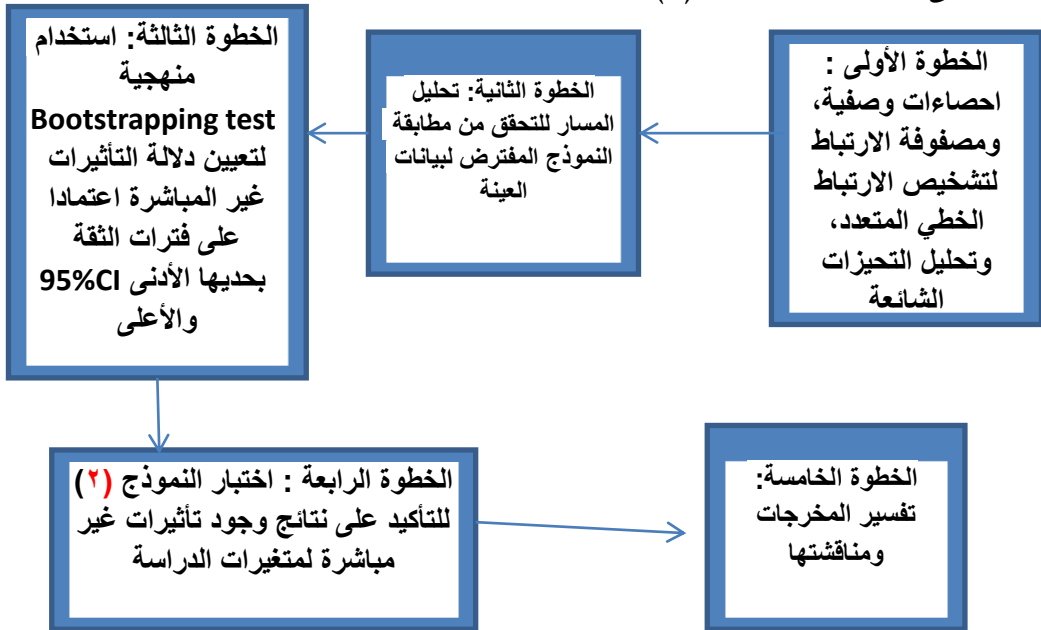 الخطوة الأولى :
احصاءات وصفية،
ومصفوفة الارتباط
لتشخيص الارتباط
الخطي المتعدد،
وتحليل التحيزات
الشائعة
الخطوة الثانية: تحليل
المسار للتحقق من مطابقة
النموذج المفترض لبيانات
العينة
الخطوة الثالثة: استخدام
منهجية
Bootstrapping test
لتعيين دلالة التأثيرات
غير المباشرة اعتمادا
على فترات الثقة
95%CI بحديها الأدنى
والأعلى
الخطوة الرابعة : اختبار النموذج (٢)
للتأكيد على نتائج وجود تأثيرات غير
مباشرة لمتغيرات الدراسة
الخطوة الخامسة:
تفسير المخرجات
ومناقشتها